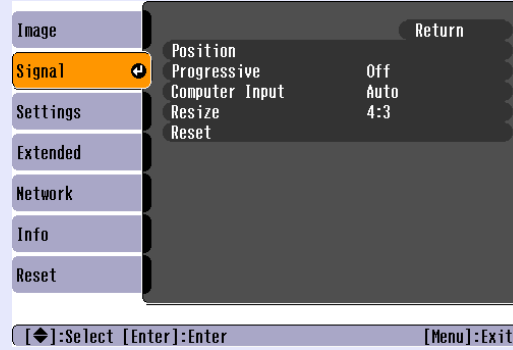 Image
Signal
Settings
Extended
Network
Info
Reset
Return
Position
Progressive Off
Computer Input Auto
Resize 4:3
Reset
[ ]:Select [Enter]:Enter [Menu]:Exit